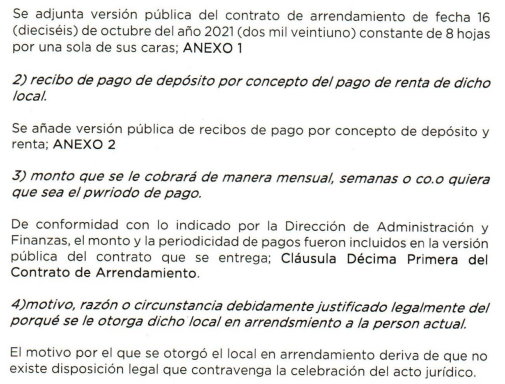 Se adjunta versión pública del contrato de arrendamiento de fecha 16
(dieciséis) de octubre del año 2021 (dos mil veintiuno) constante de 8 hojas
por una sola de sus caras; ANEXO 1
2) recibo de pago de depósito por concepto del pago de renta de dicho
local.
Se añade versión pública de recibos de pago por concepto de depósito y
renta; ANEXO 2
3) monto que se le cobrará de manera mensual, semanas o co.o quiera
que sea el pwriodo de pago.
De conformidad con lo indicado por la Dirección de Administración y
Finanzas, el monto y la periodicidad de pagos fueron incluidos en la versión
pública del contrato que se entrega; Cláusula Décima Primera del
Contrato de Arrendamiento.
4)motivo, razón o circunstancia debidamente justificado legalmente del
porqué se le otorga dicho local en arrendsmiento a la person actual.
El motivo por el que se otorgó el local en arrendamiento deriva de que no
existe disposición legal que contravenga la celebración del acto jurídico.